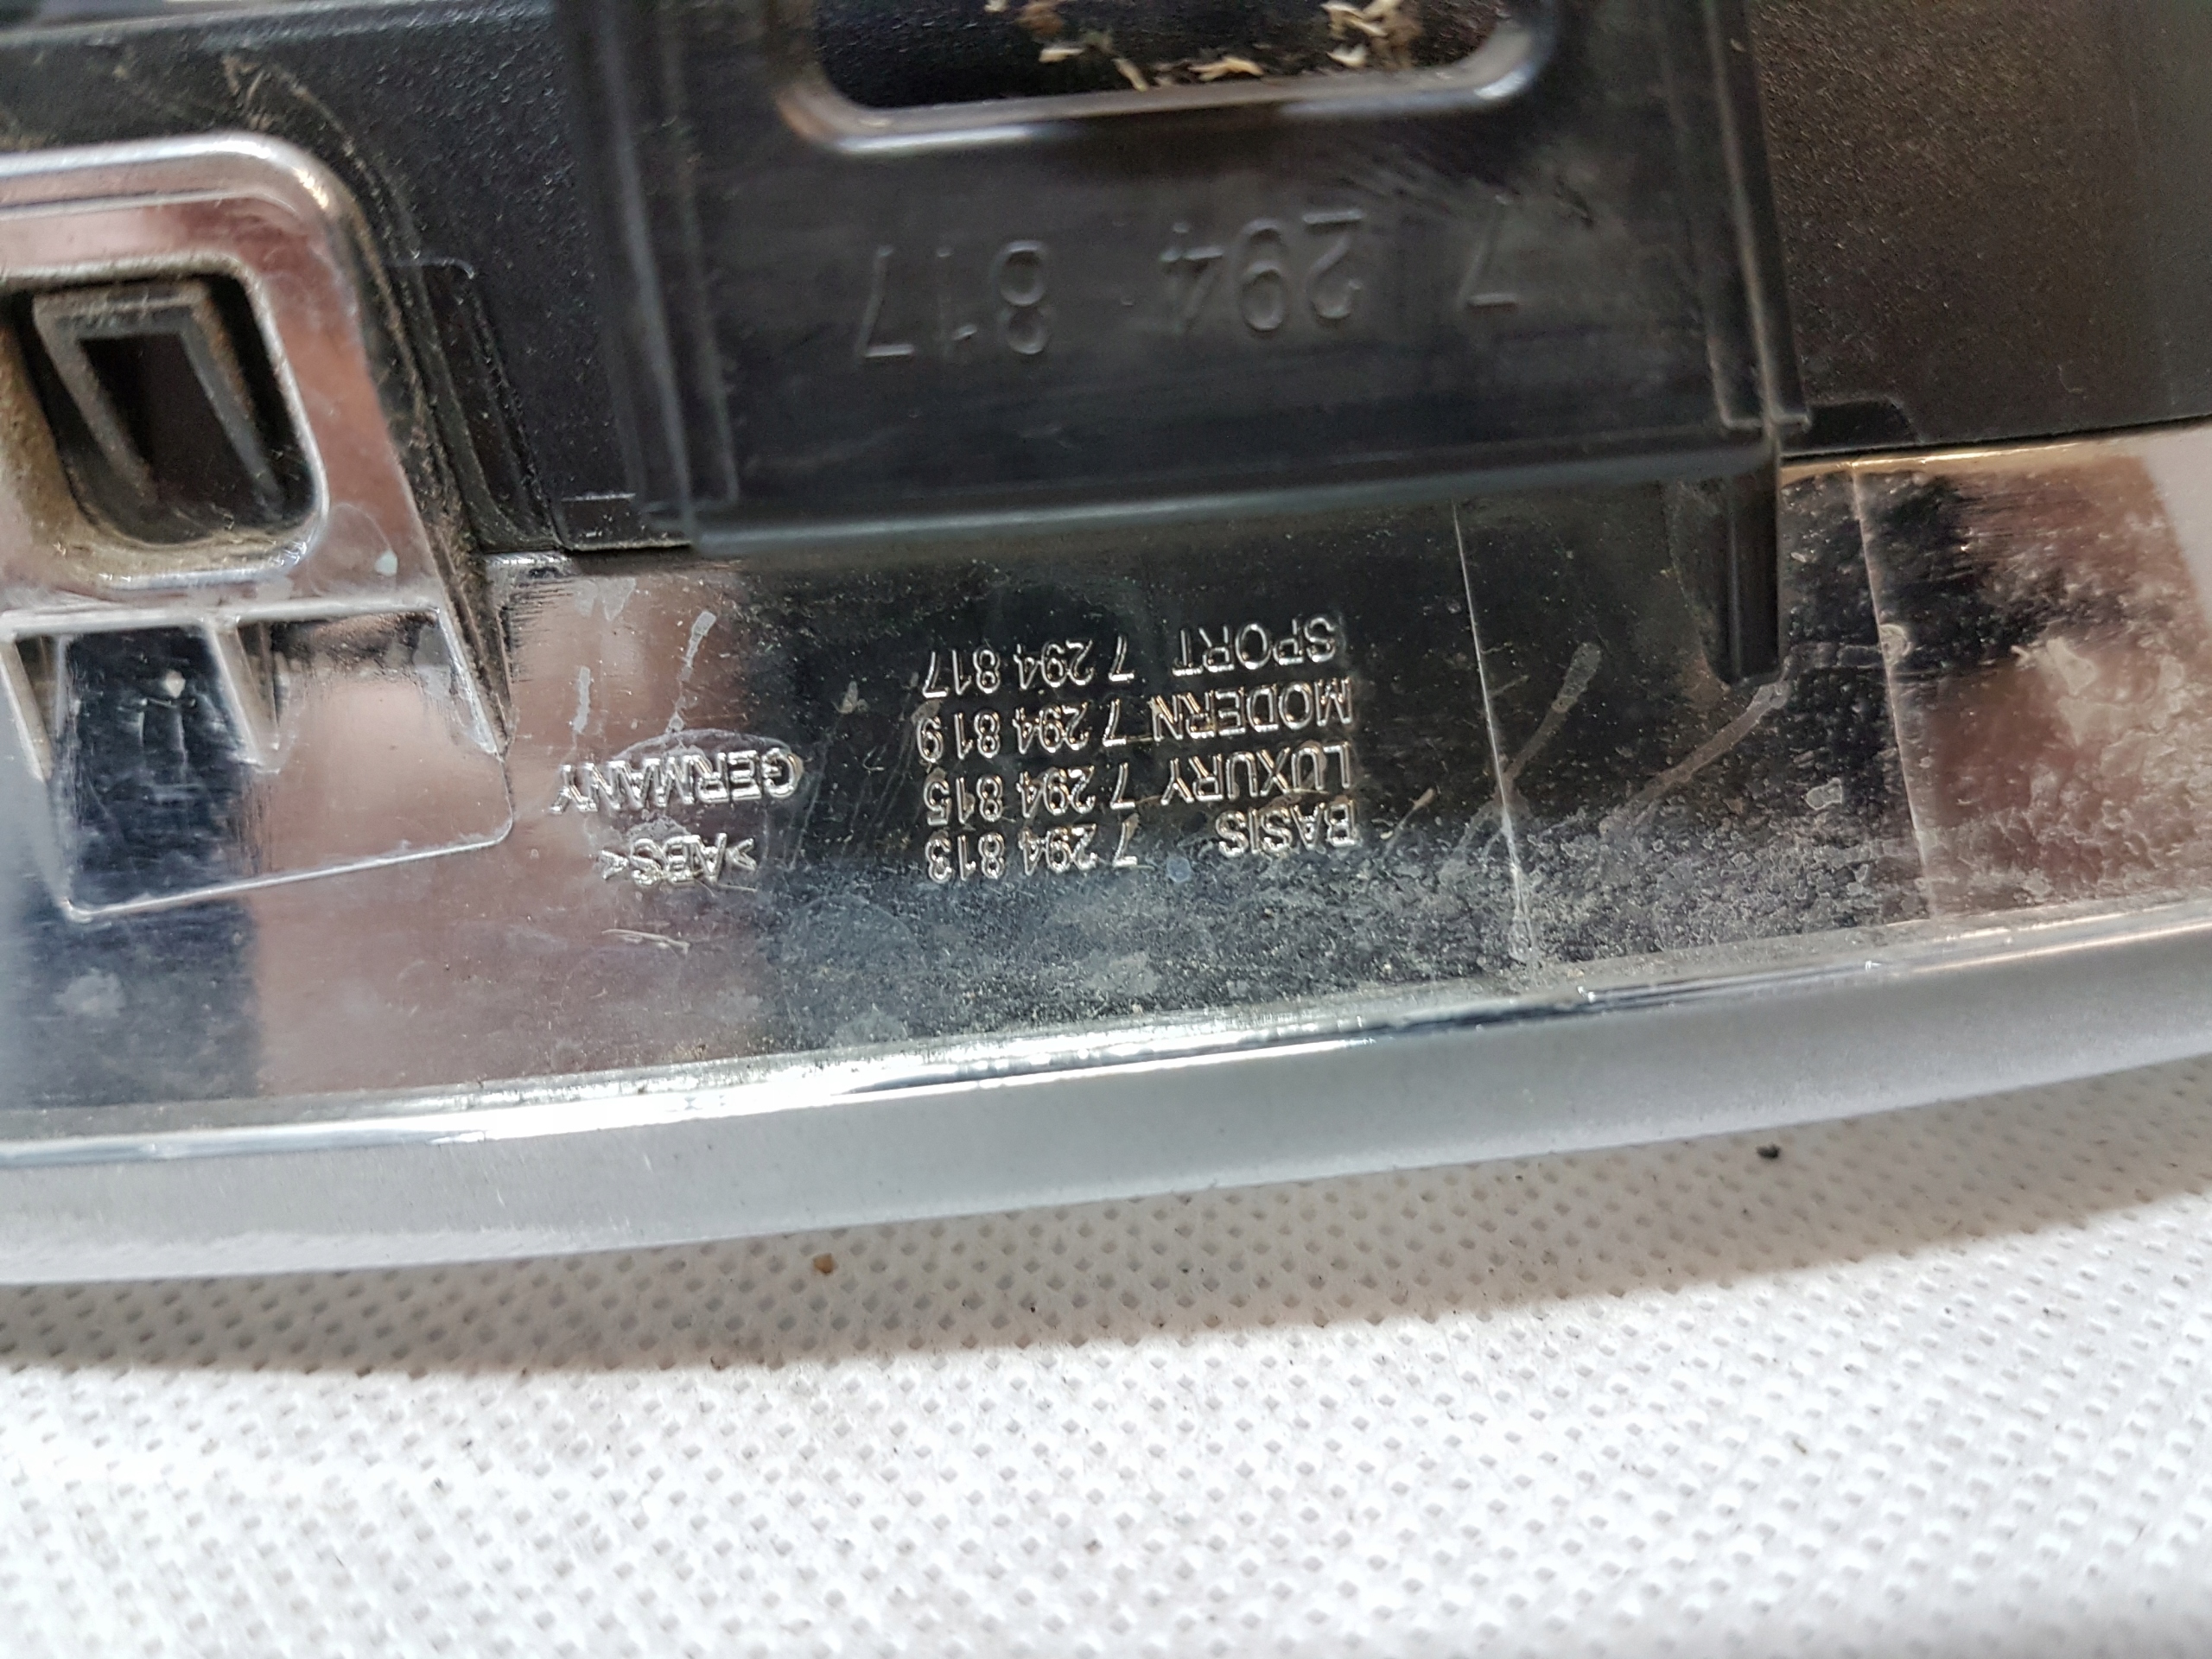 >ABS<
GERMANY
BASIS 7 294 813
LUXURY 7 294 815
MODERN 7 294 819
SPORT 7 294 817
7 294 817